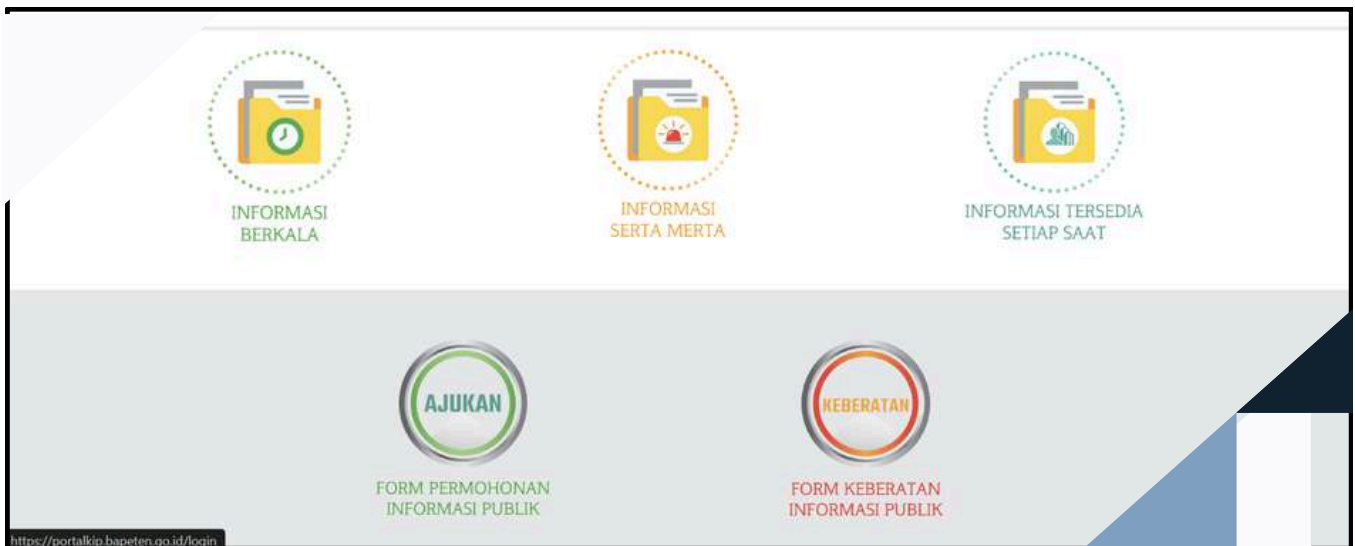 INFORMASI
BERKALA
INFORMASI
SERTA MERTA
INFORMASI TERSEDIA
SETIAP SAAT
AJUKAN
KEBERATAN
FORM PERMOHONAN
INFORMASI PUBLIK
FORM KEBERATAN
INFORMASI PUBLIK
https://portalkip.bapeten.go.id/login